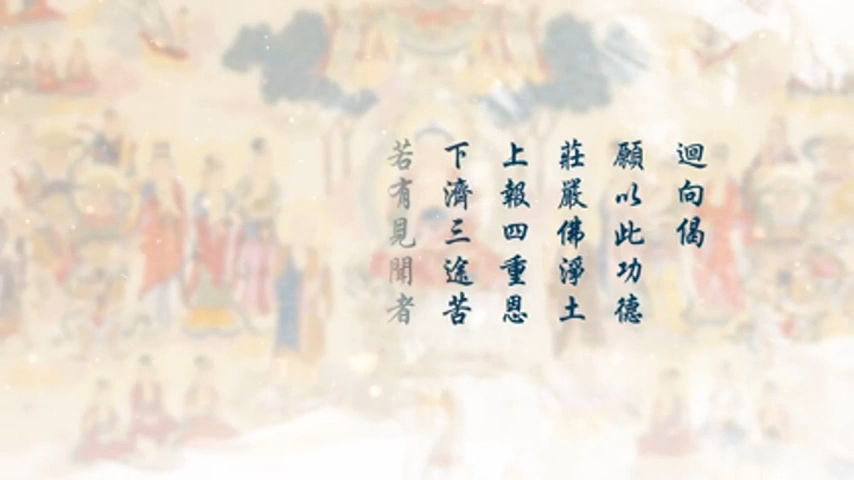 迴向偈
願以此功德
莊嚴佛淨土
上報四重恩
下濟三途苦
若有見聞者